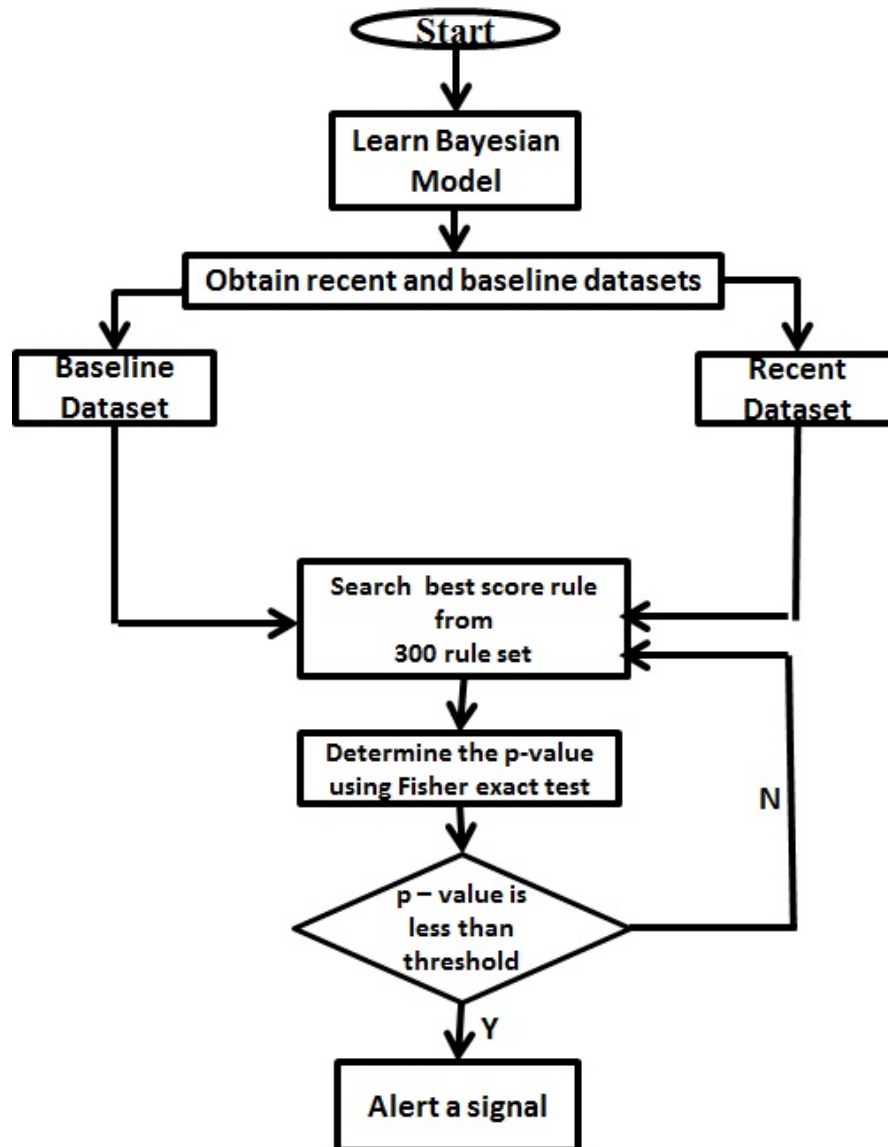 Start
Learn Bayesian
Model
Obtain recent and baseline datasets
Baseline
Dataset
Recent
Dataset
Search best score rule
from
300 rule set
Determine the p-value
using Fisher exact test
N
p – value is
less than
threshold
Y
Alert a signal